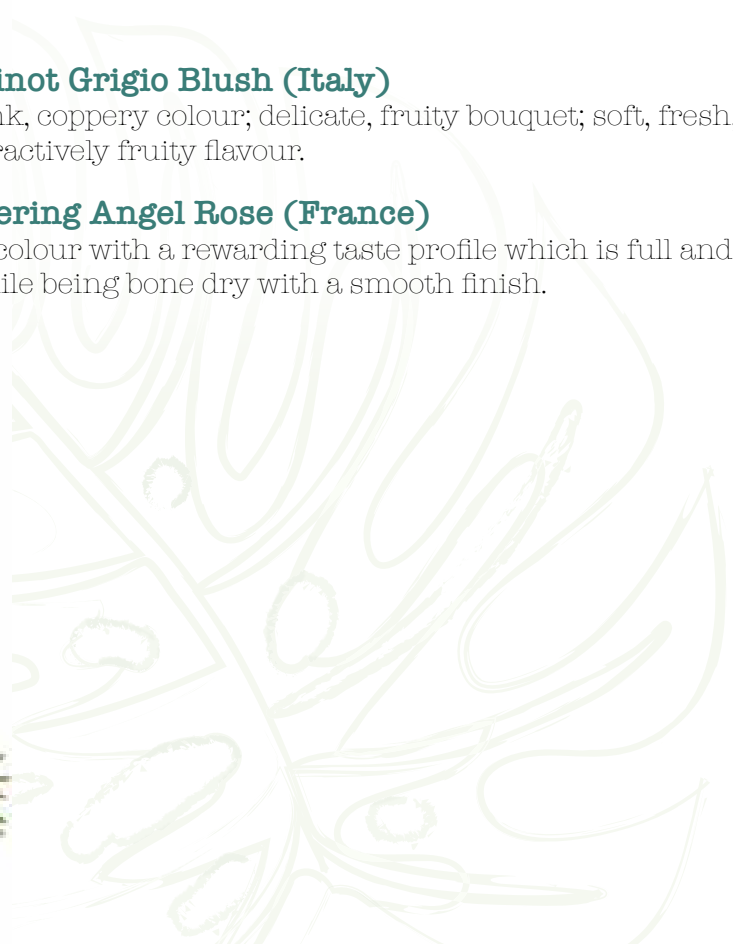 inot Grigio Blush (Italy)
nk, coppery colour; delicate, fruity bouquet; soft, fresh.
ractively fruity flavour.
ering Angel Rose (France)
colour with a rewarding taste profile which is full and
ile being bone dry with a smooth finish.